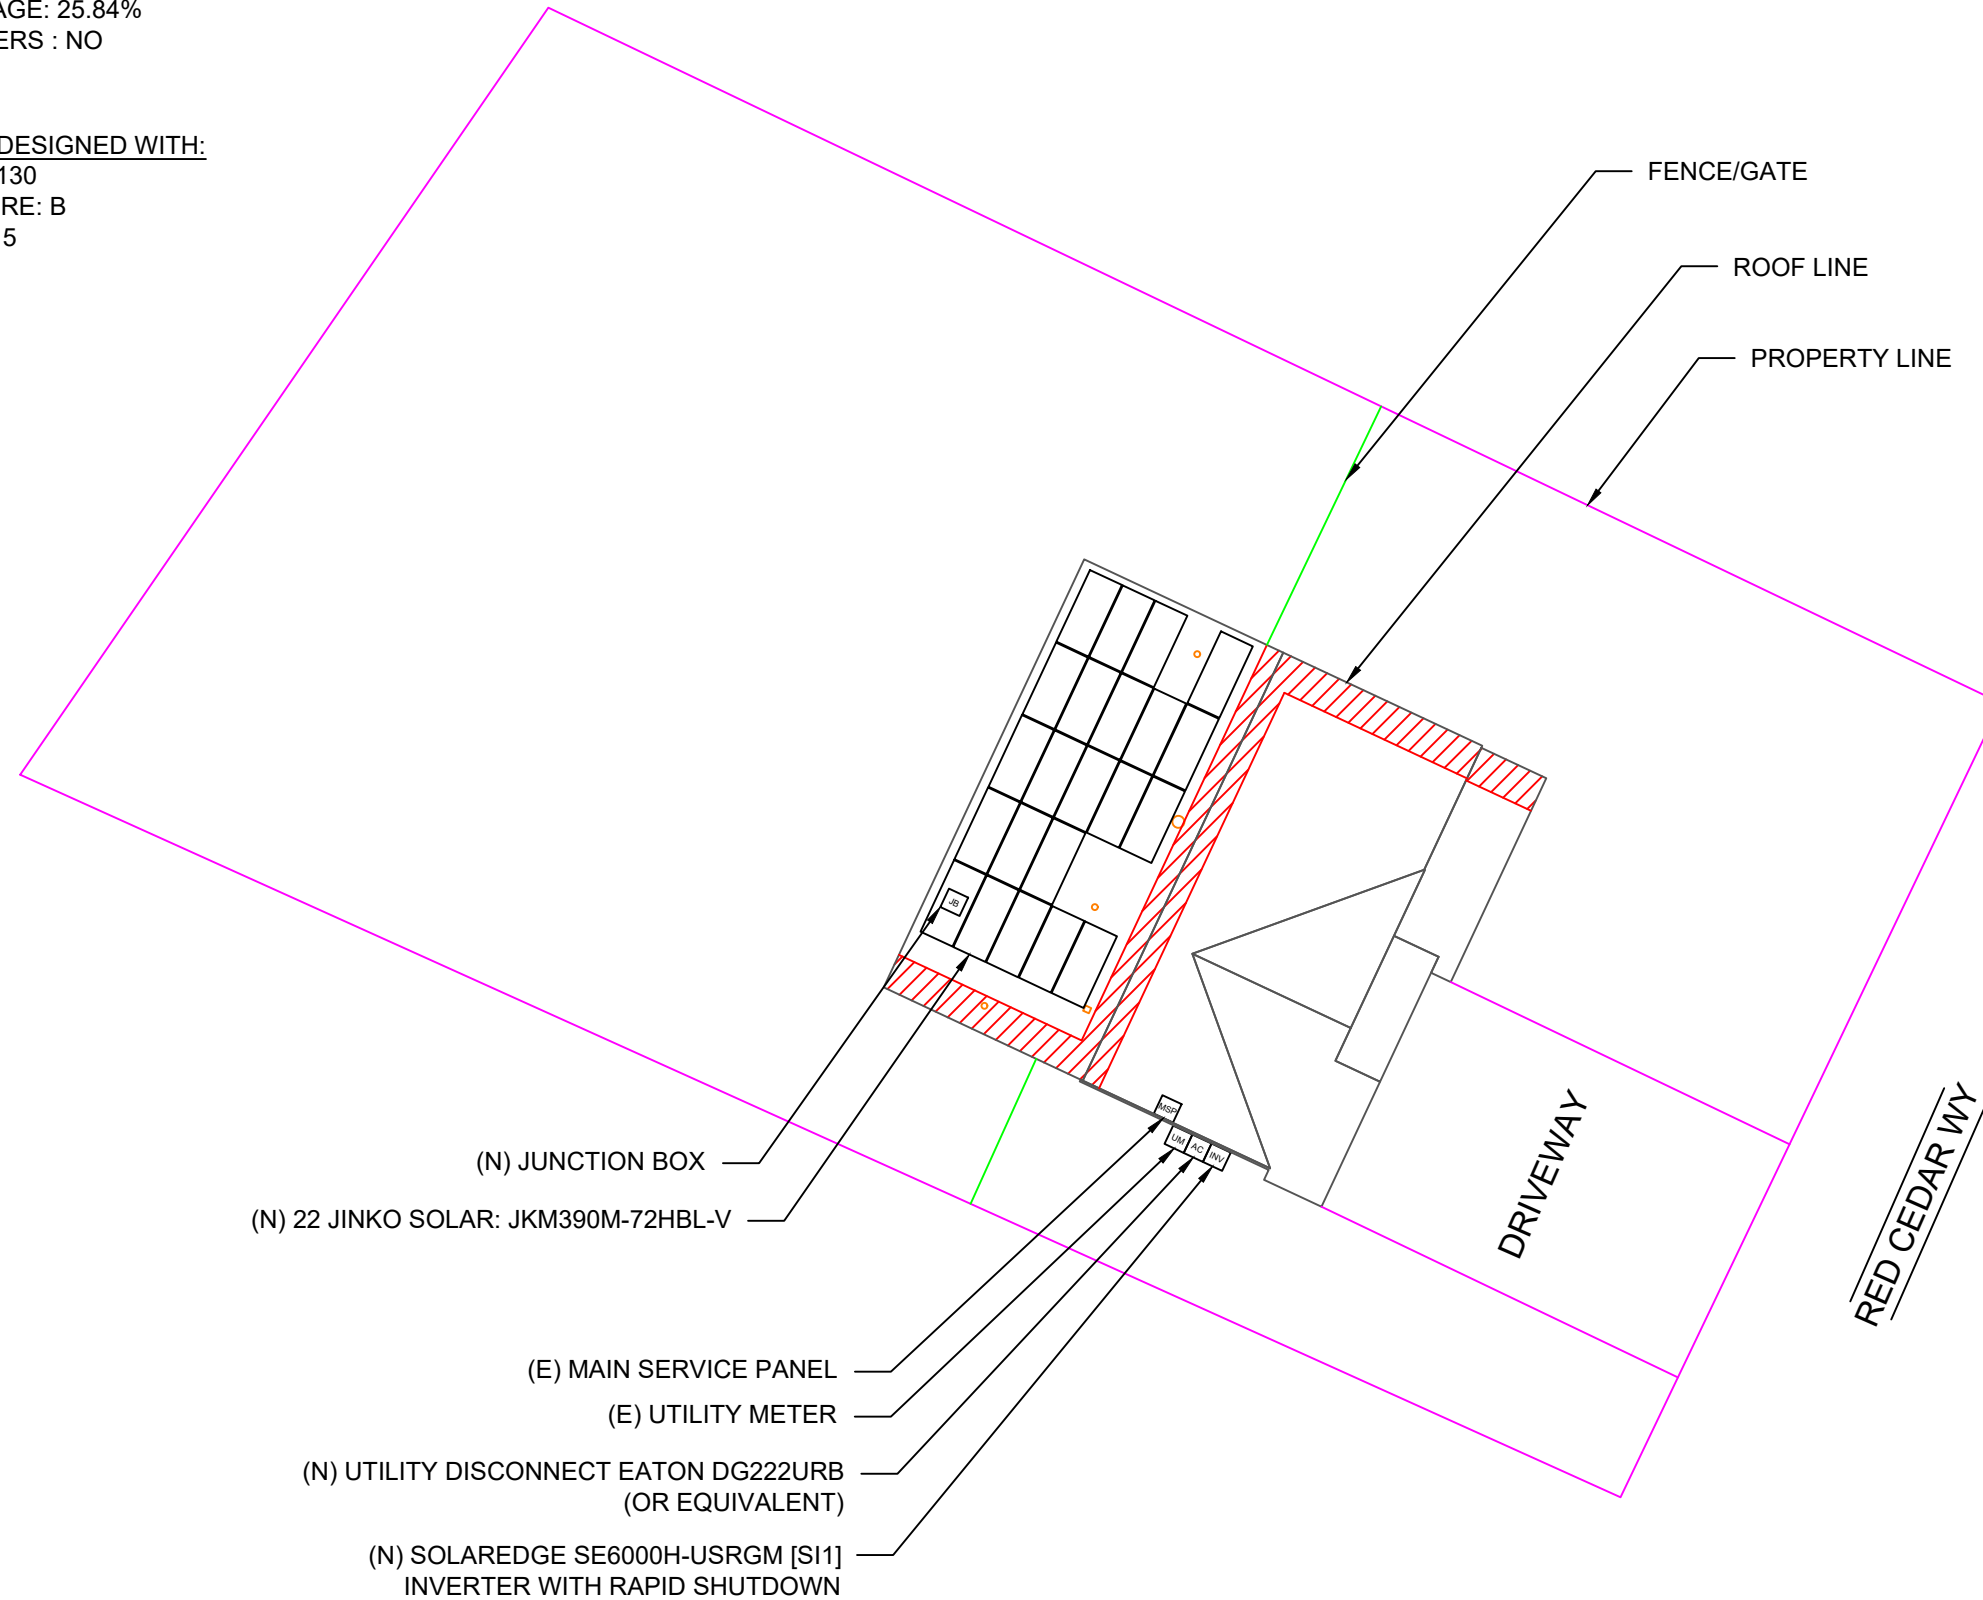 AGE: 25.84%
ERS : NO
DESIGNED WITH:
130
RE: B
5
FENCE/GATE
ROOF LINE
PROPERTY LINE
JB
MSP
UM
AC
INV
(N) JUNCTION BOX
(N) 22 JINKO SOLAR: JKM390M-72HBL-V
DRIVEWAY
RED CEDAR WY
(E) MAIN SERVICE PANEL
(E) UTILITY METER
(N) UTILITY DISCONNECT EATON DG222URB
(OR EQUIVALENT)
(N) SOLAREDGE SE6000H-USRGM [SI1]
INVERTER WITH RAPID SHUTDOWN